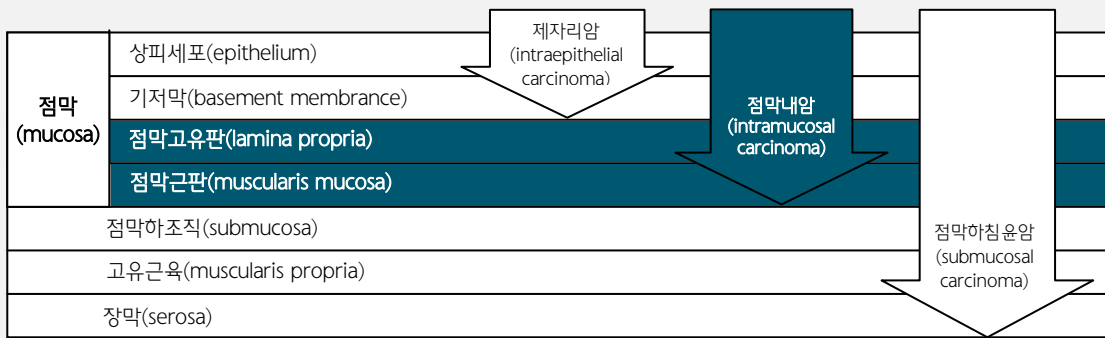 제자리암
(intraepithelial
carcinoma)
상피세포(epithelium)
기저막(basement membrance)
점막
(mucosa)
점막내암
(intramucosal
carcinoma)
점막고유판(lamina propria)
점막근판(muscularis mucosa)
점막하조직(submucosa)
점막하침윤암
(submucosal
carcinoma)
고유근육(muscularis propria)
장막(serosa)